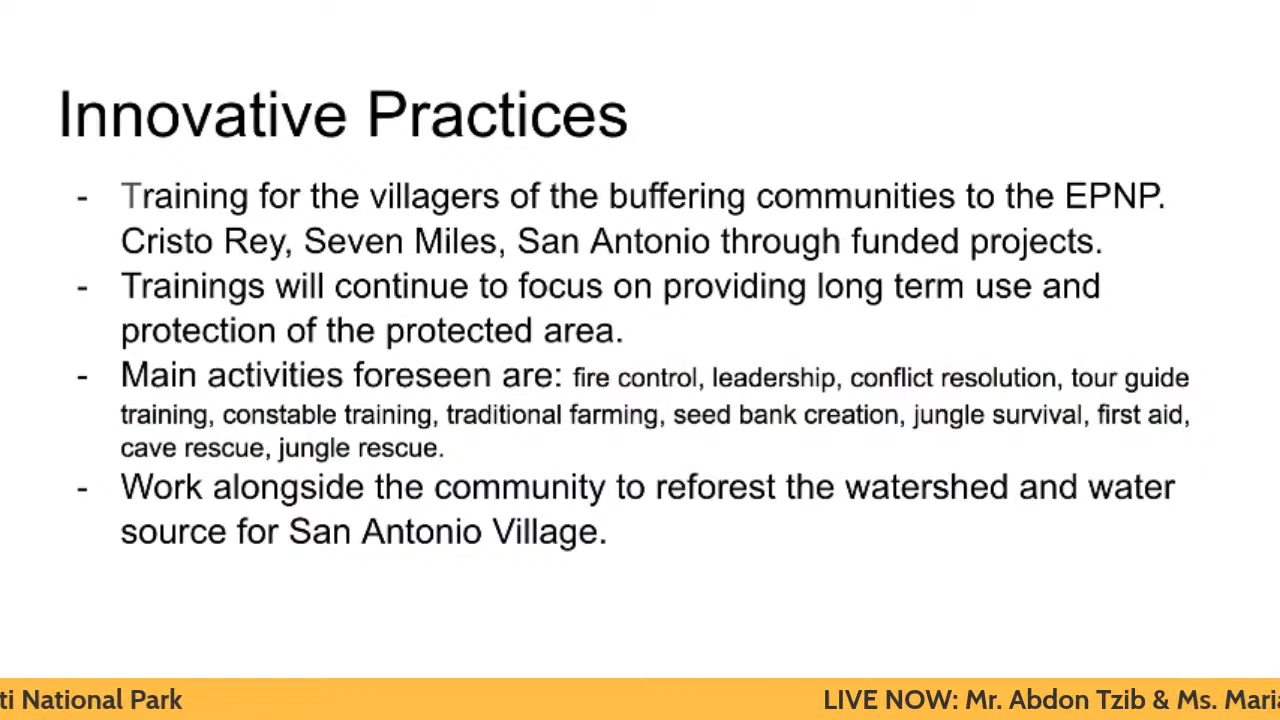 Innovative Practices
- Training for the villagers of the buffering communities to the EPNP.
Cristo Rey, Seven Miles, San Antonio through funded projects.
- Trainings will continue to focus on providing long term use and
protection of the protected area.
- Main activities foreseen are: fire control, leadership, conflict resolution, tour guide
training, constable training, traditional farming, seed bank creation, jungle survival, first aid,
cave rescue, jungle rescue.
- Work alongside the community to reforest the watershed and water
source for San Antonio Village.
ti National Park LIVE NOW: Mr. Abdon Tzib & Ms. Maria